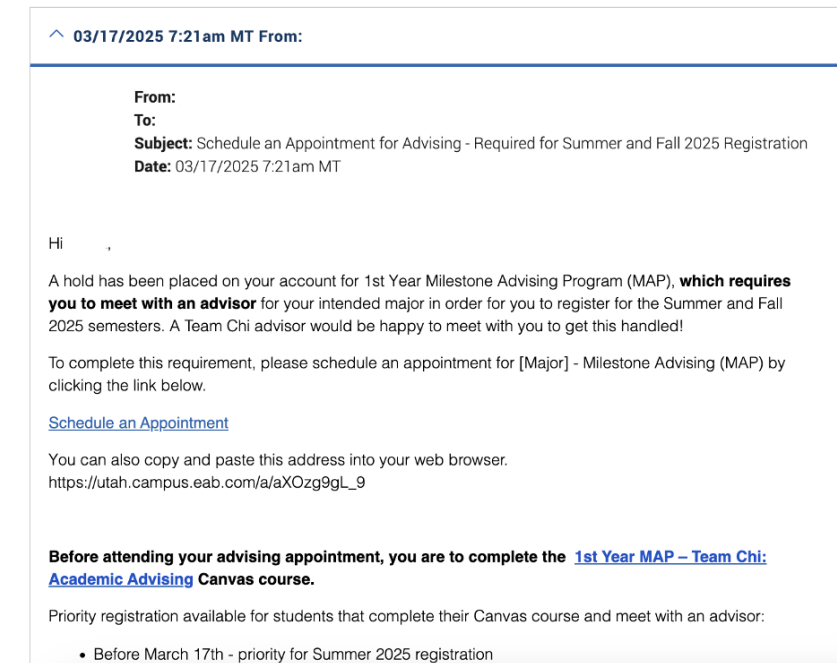 03/17/2025 7:21am MT From:
From:
To:
Subject: Schedule an Appointment for Advising - Required for Summer and Fall 2025 Registration
Date: 03/17/2025 7:21am MT
Hi ,
A hold has been placed on your account for 1st Year Milestone Advising Program (MAP), which requires
you to meet with an advisor for your intended major in order for you to register for the Summer and Fall
2025 semesters. A Team Chi advisor would be happy to meet with you to get this handled!
To complete this requirement, please schedule an appointment for [Major] - Milestone Advising (MAP) by
clicking the link below.
Schedule an Appointment
You can also copy and paste this address into your web browser.
https://utah.campus.eab.com/a/aXOzg9gL_9
Before attending your advising appointment, you are to complete the 1st Year MAP – Team Chi:
Academic Advising Canvas course.
Priority registration available for students that complete their Canvas course and meet with an advisor:
• Before March 17th - priority for Summer 2025 registration